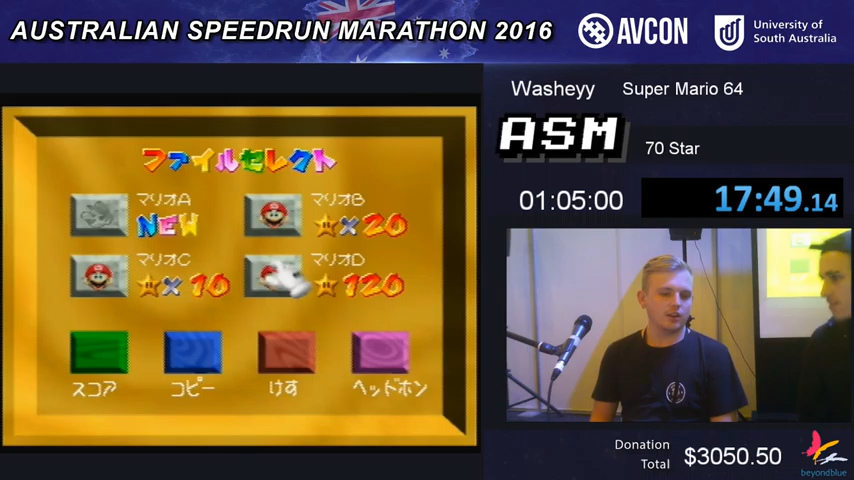 AUSTRALIAN SPEEDRUN MARATHON 2016
AVCON
University of
South Australia
Washeyy
Super Mario 64
ASM
70 Star
01:05:00
17:49.14
ファイルセレクト
マリオA
NEW
マリオB
×20
マリオC
×10
マリオD
120
スコア
コピー
けす
ヘッドホン
Donation
Total
$3050.50
beyondblue